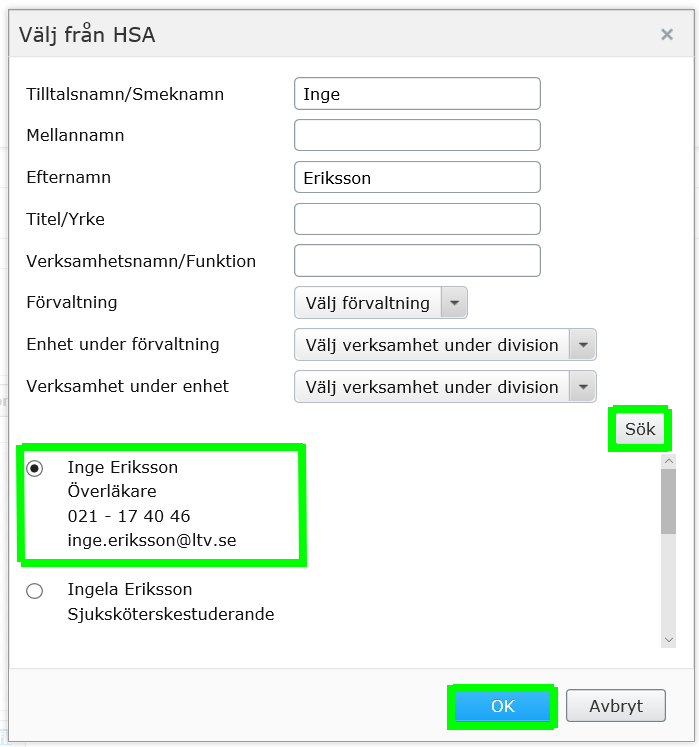 Välj från HSA
Tilltalsnamn/Smeknamn Inge
Mellannamn
Efternamn Eriksson
Titel/Yrke
Verksamhetsnamn/Funktion
Förvaltning Välj förvaltning
Enhet under förvaltning Välj verksamhet under division
Verksamhet under enhet Välj verksamhet under division
Sök
Inge Eriksson
Överläkare
021 - 17 40 46
inge.eriksson@ltv.se
Ingela Eriksson
Sjuksköterskestuderande
OK Avbryt